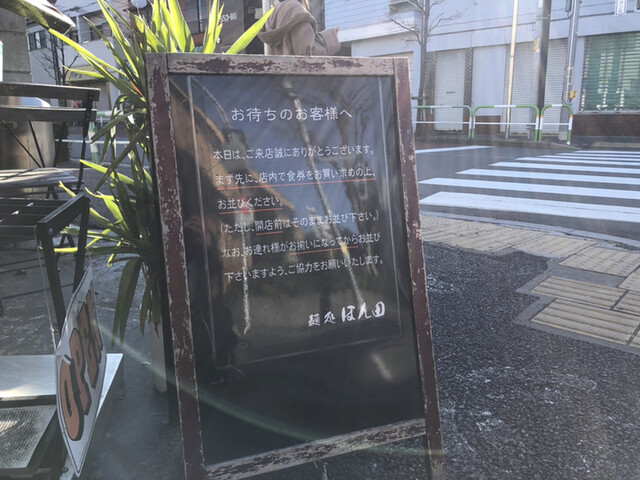 お待ちのお客様へ
本日は、ご来店誠にありがとうございます。
まず先に、店内で食券をお買い求めの上、
お並びください。
(ただし、開店前はそのままお並び下さい。)
なお、お連れ様がお揃いになってからお並び
下さいますよう、ご協力をお願いいたします。
麺処 ほん田
OPEN